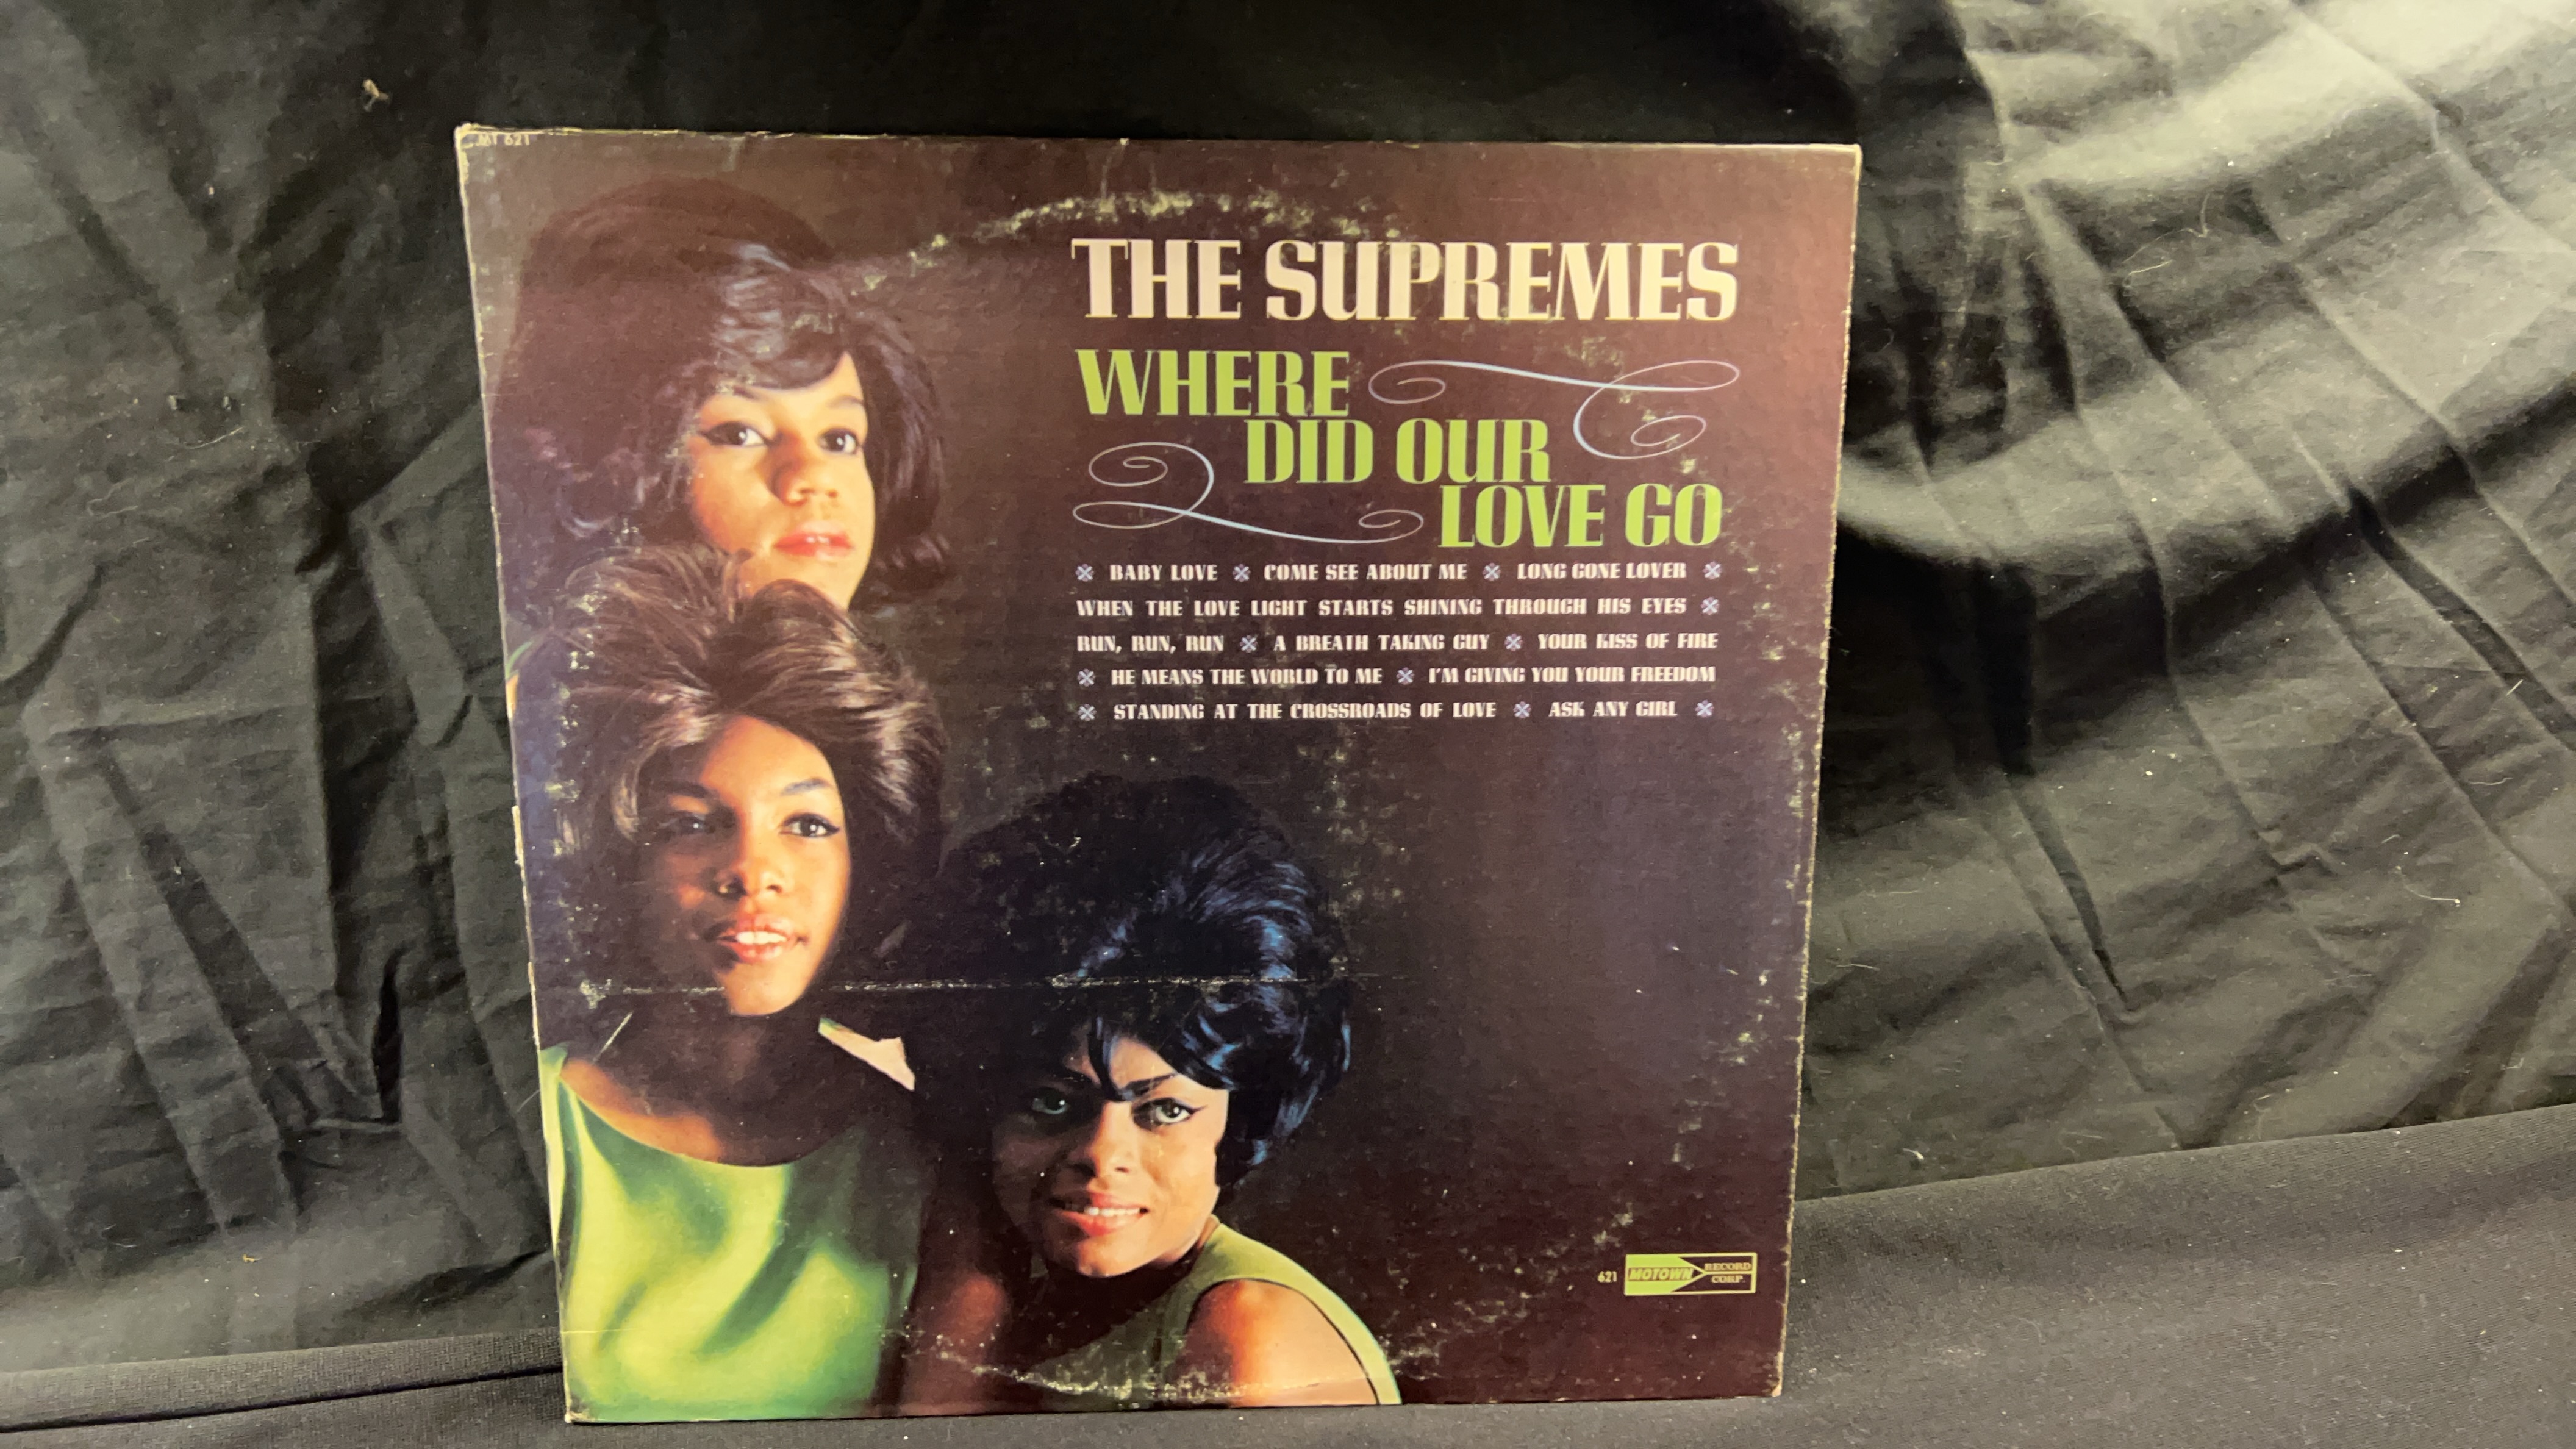 MT 621
THE SUPREMES
WHERE
DID OUR
LOVE GO
BABY LOVE COME SEE ABOUT ME LONG GONE LOVER
WHEN THE LOVE LIGHT STARTS SHINING THROUGH HIS EYES
RUN, RUN, RUN A BREATH TAKING GUY YOUR KISS OF FIRE
HE MEANS THE WORLD TO ME I'M GIVING YOU YOUR FREEDOM
STANDING AT THE CROSSROADS OF LOVE ASK ANY GIRL
621 MOTOWN RECORD
CORP.